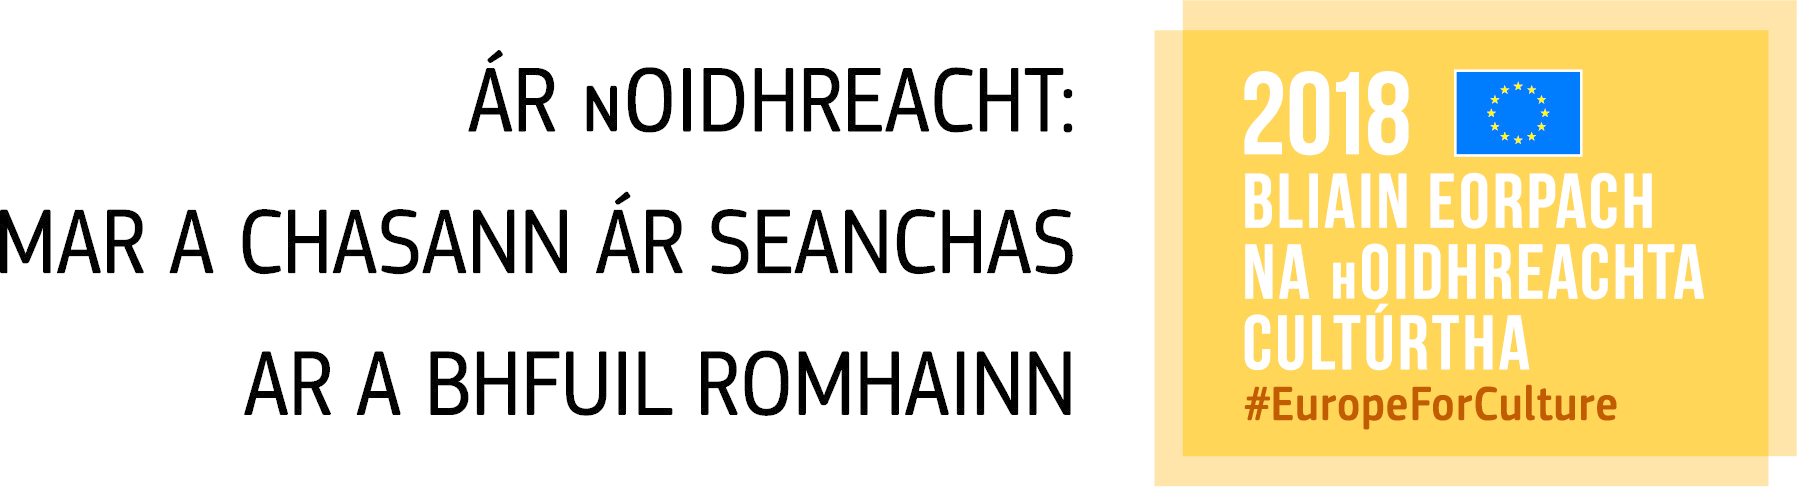 ÁR nOIDHREACHT:
MAR A CHASANN ÁR SEANCHAS
AR A BHFUIL ROMHAINN
2018
BLIAIN EORPACH
NA hOIDHREACHTA
CULTÚRTHA
#EuropeForCulture